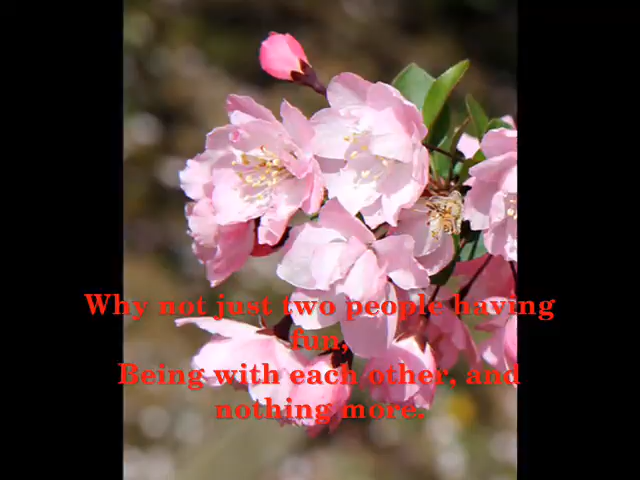 Why not just two people having
fun,
Being with each other, and
nothing more.